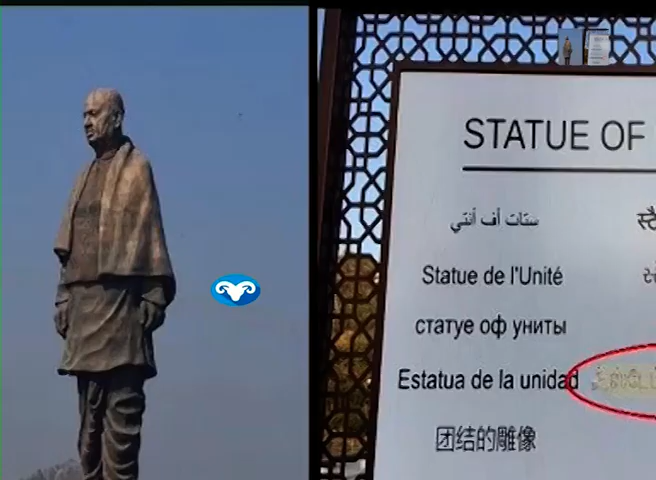 STATUE OF
ستات أف أنتي
स्टै
Statue de l'Unité
статуе оф униты
Estatua de la unidad
团结的雕像